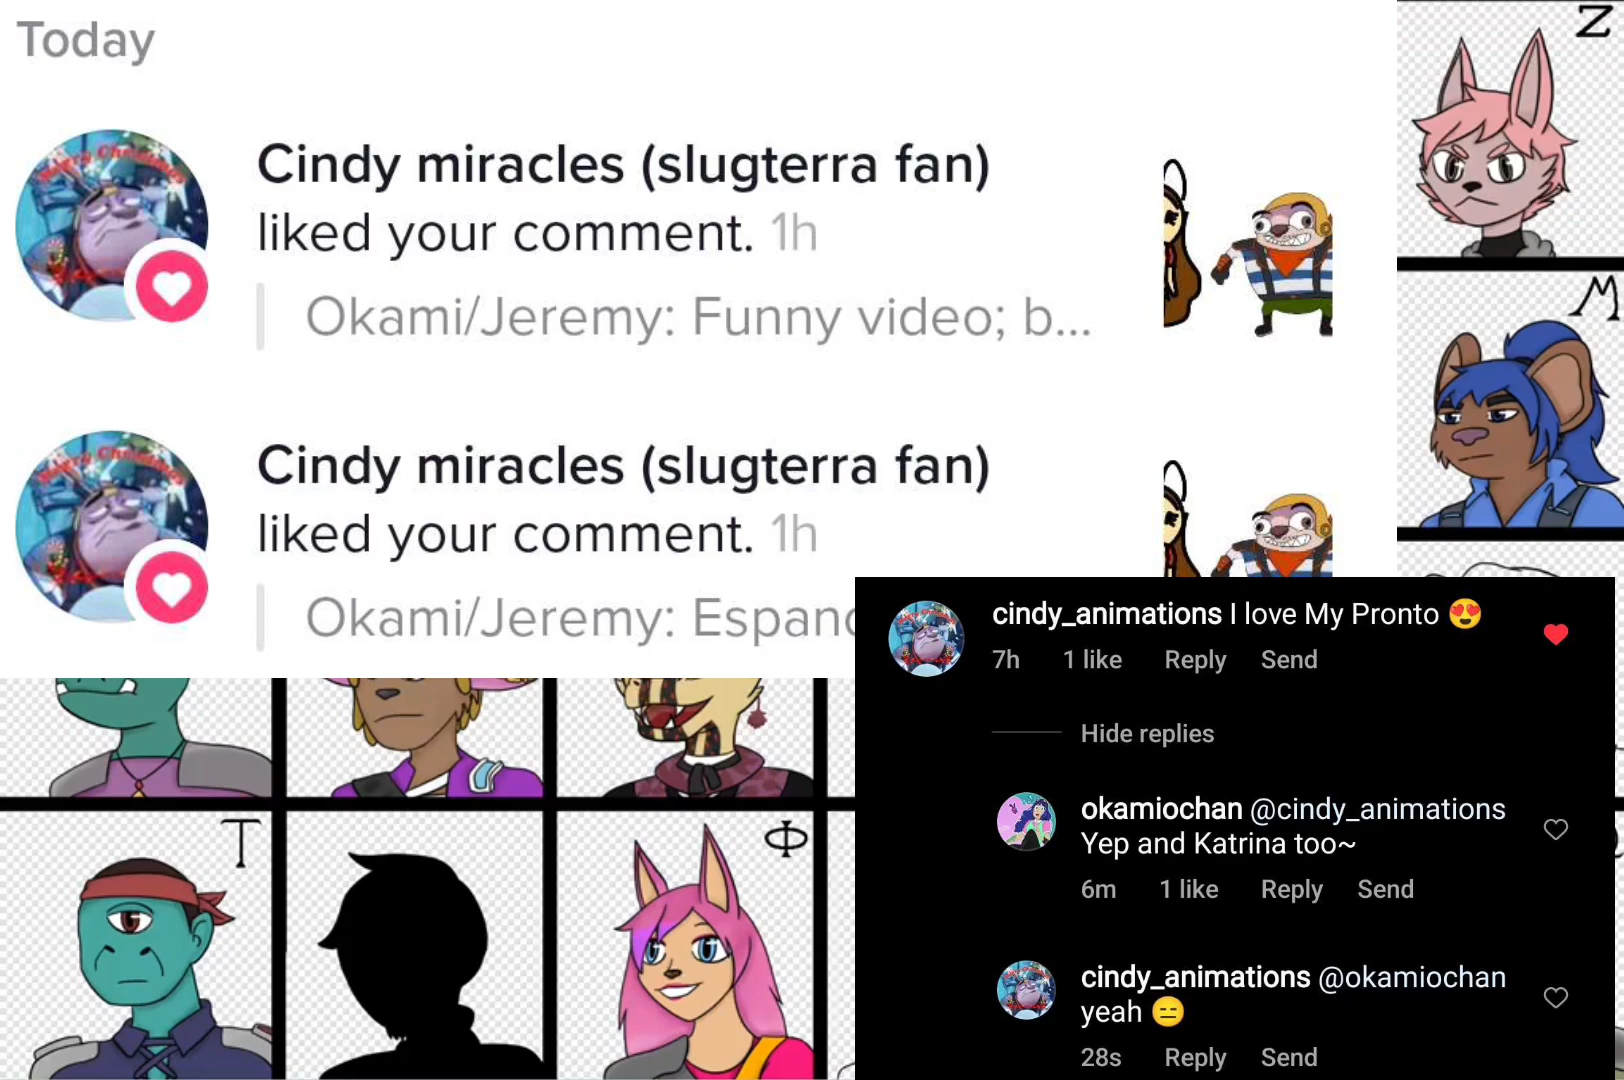 Today
Cindy miracles (slugterra fan)
liked your comment. 1h
Okami/Jeremy: Funny video; b...
Cindy miracles (slugterra fan)
liked your comment. 1h
Okami/Jeremy:
Z
M
T
Φ
cindy_animations I love My Pronto 😍
7h 1 like Reply Send
Hide replies
okamiochan @cindy_animations
Yep and Katrina too~
6m 1 like Reply Send
cindy_animations @okamiochan
yeah 😑
28s Reply Send